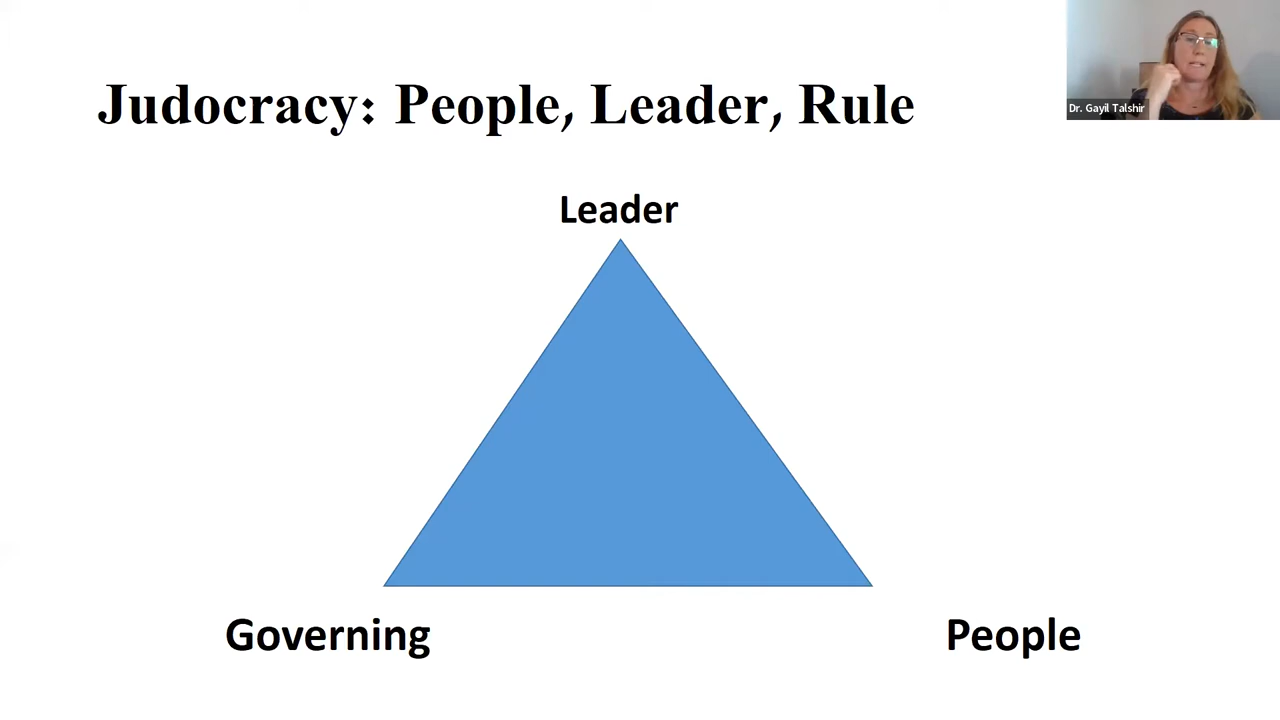 Judocracy: People, Leader, Rule
Dr. Gayil Talshir
Leader
Governing
People